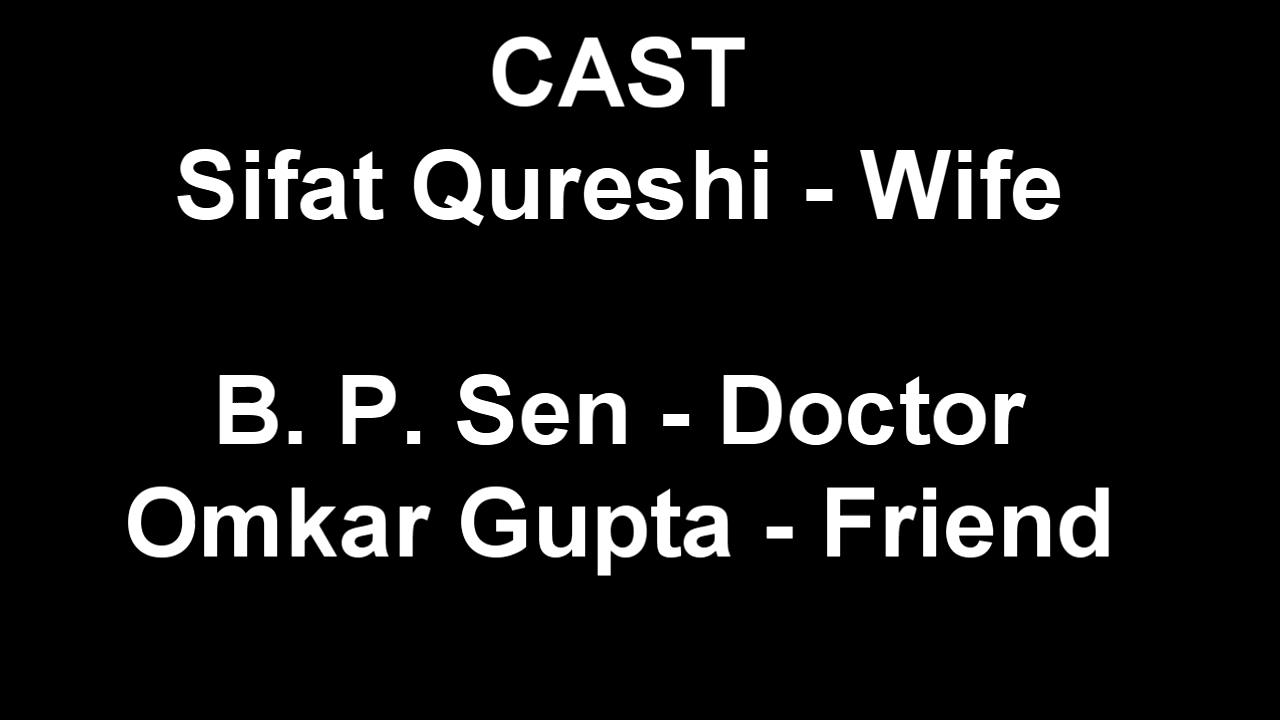 CAST
Sifat Qureshi - Wife
B. P. Sen - Doctor
Omkar Gupta - Friend